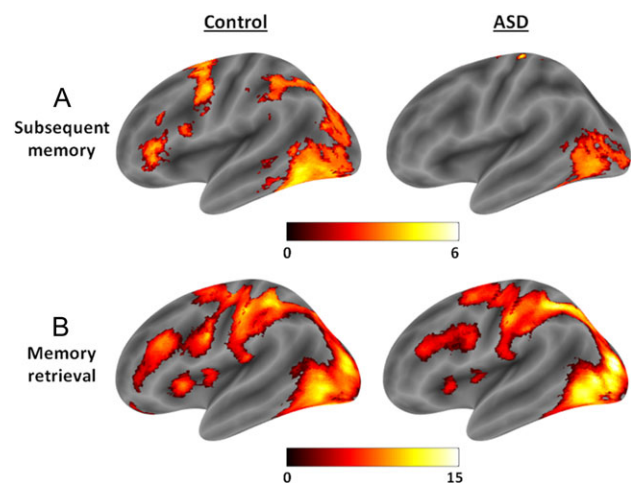 Control
ASD
A
Subsequent
memory
0
6
B
Memory
retrieval
0
15